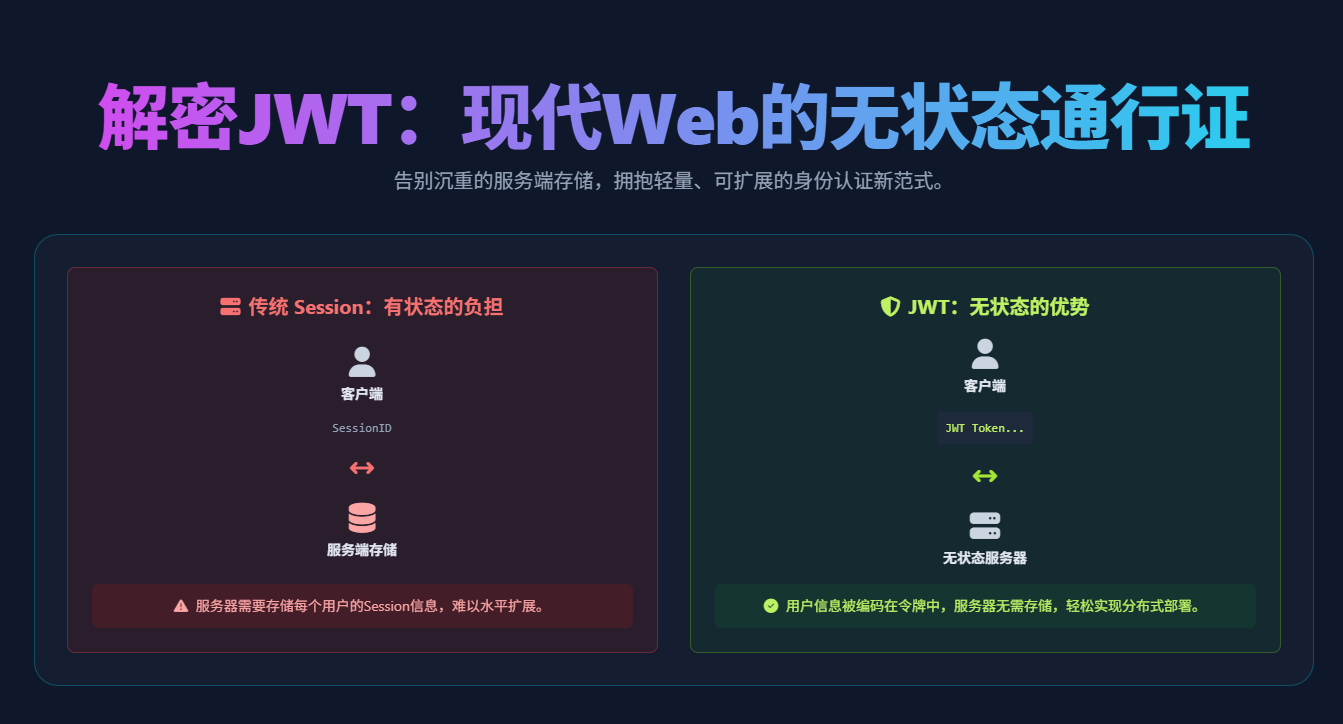 解密JWT：现代Web的无状态通行证
告别沉重的服务端存储，拥抱轻量、可扩展的身份认证新范式。
传统 Session：有状态的负担
客户端
SessionID
服务端存储
服务器需要存储每个用户的Session信息，难以水平扩展。
JWT：无状态的优势
客户端
JWT Token...
无状态服务器
用户信息被编码在令牌中，服务器无需存储，轻松实现分布式部署。